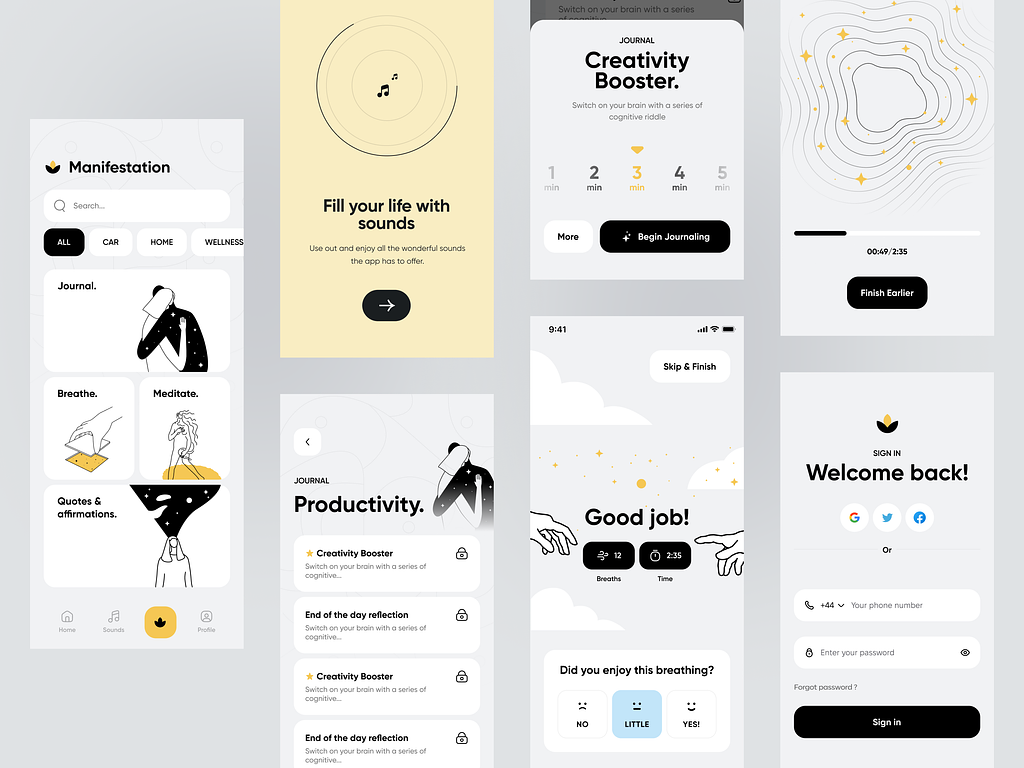 Manifestation
Search...
ALL
CAR
HOME
WELLNESS
Journal.
Breathe.
Meditate.
Quotes &
affirmations.
Home
Sounds
Profile
Fill your life with
sounds
Use out and enjoy all the wonderful sounds
the app has to offer.
JOURNAL
Productivity.
Creativity Booster
Switch on your brain with a series of
cognitive...
End of the day reflection
Switch on your brain with a series of
cognitive...
Creativity Booster
Switch on your brain with a series of
cognitive...
End of the day reflection
Switch on your brain with a series of
cognitive...
Switch on your brain with a series
of cognitive
JOURNAL
Creativity
Booster.
Switch on your brain with a series of
cognitive riddle
1 2 3 4 5
min min min min min
More
Begin Journaling
9:41
Skip & Finish
Good job!
12
2:35
Breaths
Time
Did you enjoy this breathing?
NO
LITTLE
YES!
00:49/2:35
Finish Earlier
SIGN IN
Welcome back!
Or
+44
Your phone number
Enter your password
Forgot password ?
Sign in